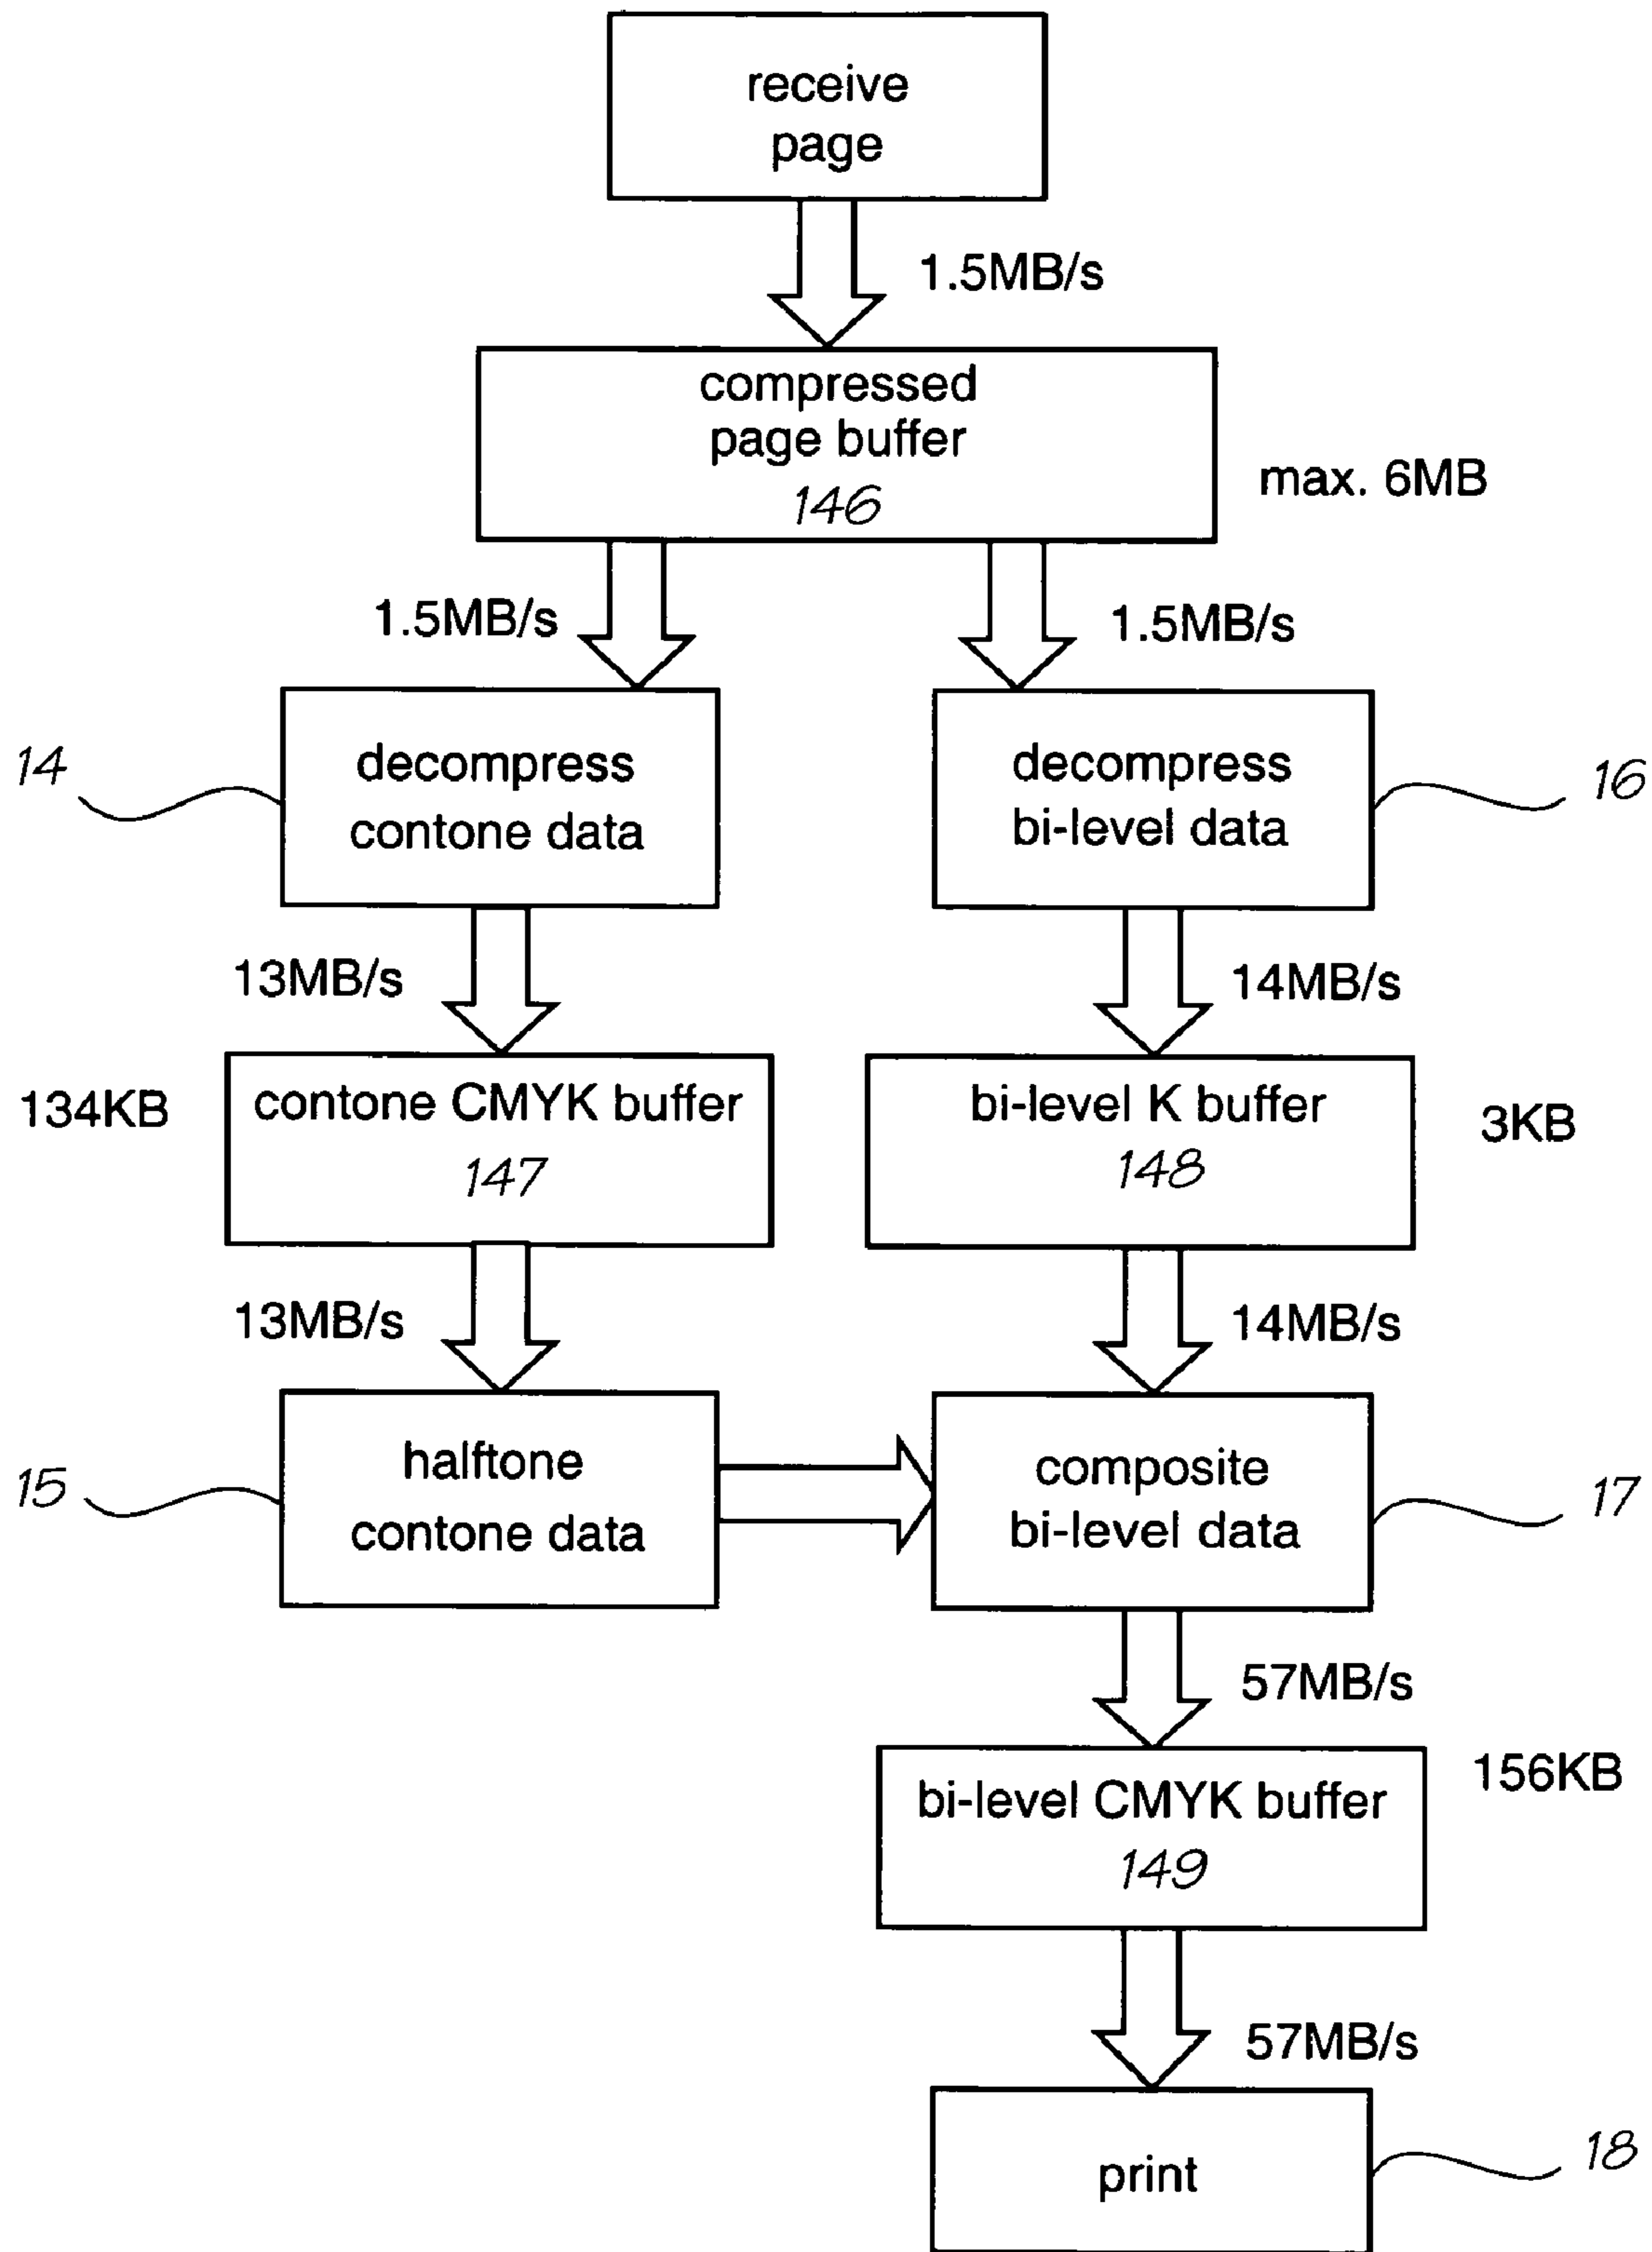 receive
page
1.5MB/s
compressed
page buffer
146
max. 6MB
1.5MB/s
1.5MB/s
14
decompress
contone data
decompress
bi-level data
16
13MB/s
14MB/s
134KB
contone CMYK buffer
147
bi-level K buffer
148
3KB
13MB/s
14MB/s
15
halftone
contone data
composite
bi-level data
17
57MB/s
bi-level CMYK buffer
149
156KB
57MB/s
print
18